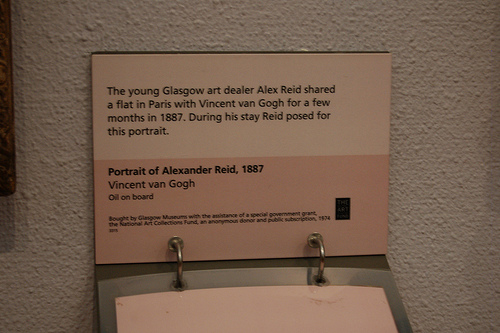 The young Glasgow art dealer Alex Reid shared
a flat in Paris with Vincent van Gogh for a few
months in 1887. During his stay Reid posed for
this portrait.
Portrait of Alexander Reid, 1887
Vincent van Gogh
Oil on board
THE
ART
FUND
Bought by Glasgow Museums with the assistance of a special government grant,
the National Art Collections Fund, an anonymous donor and public subscription, 1974